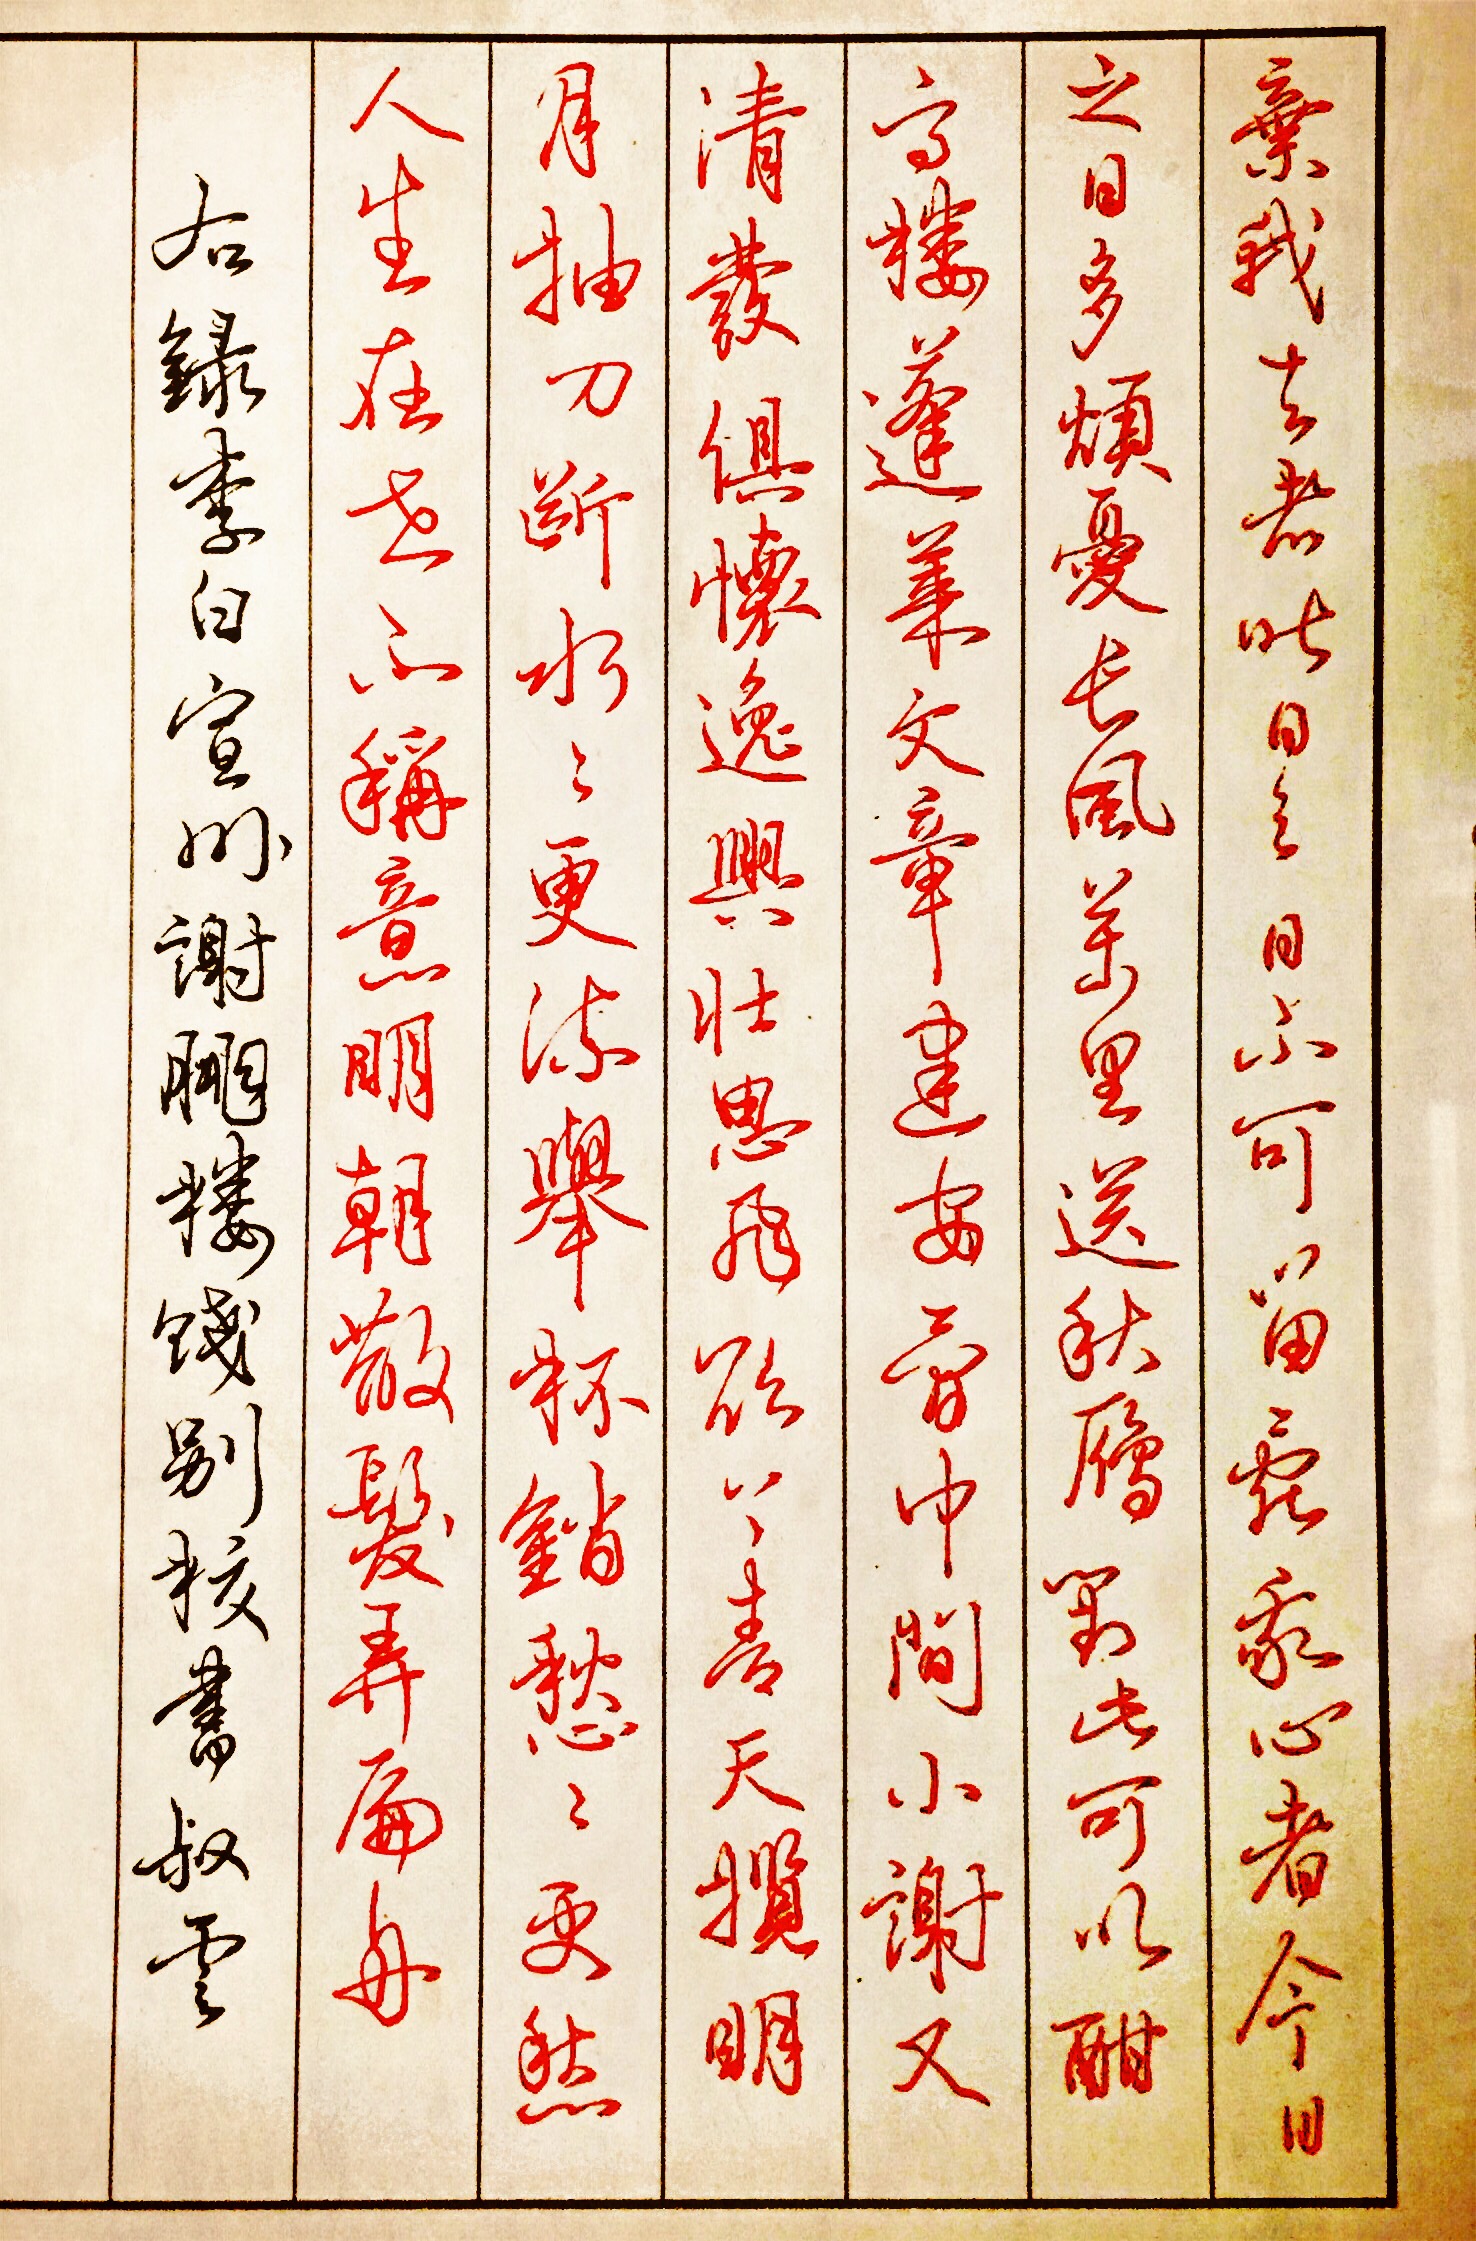 棄我去者昨日之日不可留亂我心者今日
之日多煩憂長風萬里送秋鴈對此可以酣
高樓蓬萊文章建安骨中間小謝又
清發俱懷逸興壯思飛欲上青天攬明
月抽刀斷水〻更流舉杯銷愁〻更愁
人生在世不稱意明朝散髮弄扁舟
右録李白宣州謝朓樓餞別校書叔雲